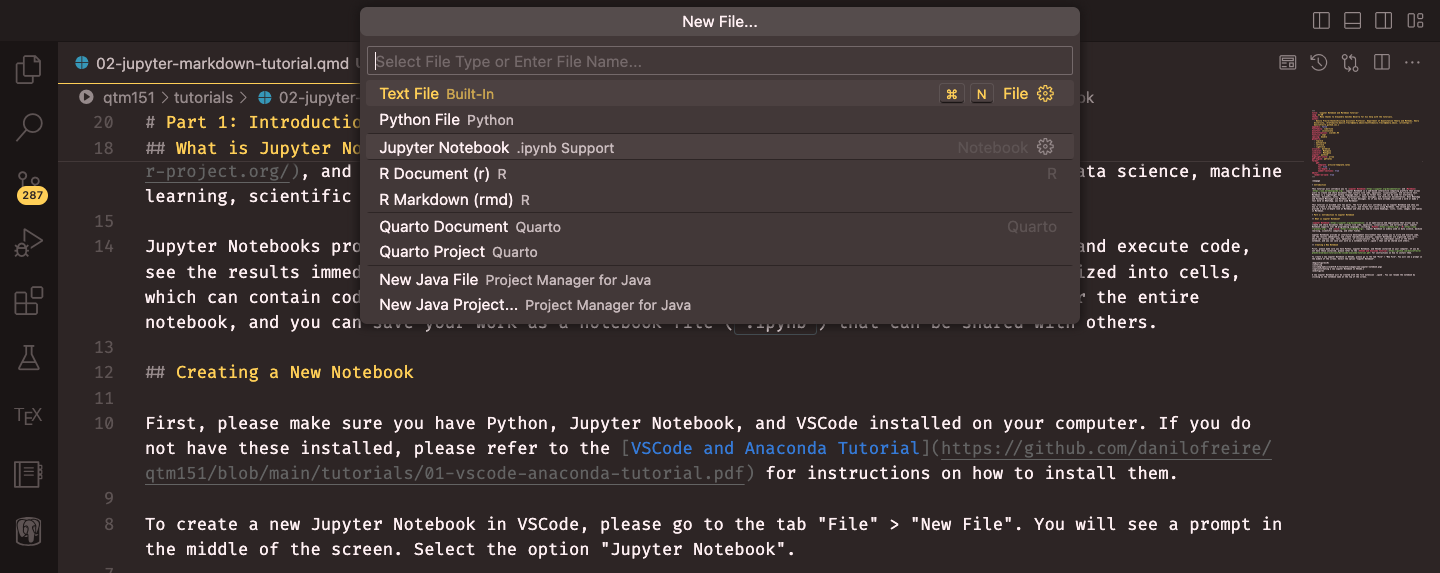 New File...
Select File Type or Enter File Name...
02-jupyter-markdown-tutorial.qmd U
Text File Built-In ⌘ N File
qtm151 > tutorials > 02-jupyter-
Python File Python
20 # Part 1: Introductio
Jupyter Notebook .ipynb Support Notebook
18 ## What is Jupyter No
R Document (r) R R
r-project.org/), and ata science, machine
R Markdown (rmd) R
learning, scientific
287
15
Quarto Document Quarto Quarto
14 Jupyter Notebooks pro and execute code,
Quarto Project Quarto
see the results immed ized into cells,
New Java File Project Manager for Java
which can contain cod r the entire
New Java Project... Project Manager for Java
notebook, and you can save your work as a notebook file (`.ipynb`) that can be shared with others.
13
12 ## Creating a New Notebook
11
10 First, please make sure you have Python, Jupyter Notebook, and VSCode installed on your computer. If you do
not have these installed, please refer to the [VSCode and Anaconda Tutorial](https://github.com/danilofreire/
qtm151/blob/main/tutorials/01-vscode-anaconda-tutorial.pdf) for instructions on how to install them.
9
8 To create a new Jupyter Notebook in VSCode, please go to the tab "File" > "New File". You will see a prompt in
the middle of the screen. Select the option "Jupyter Notebook".
TEX